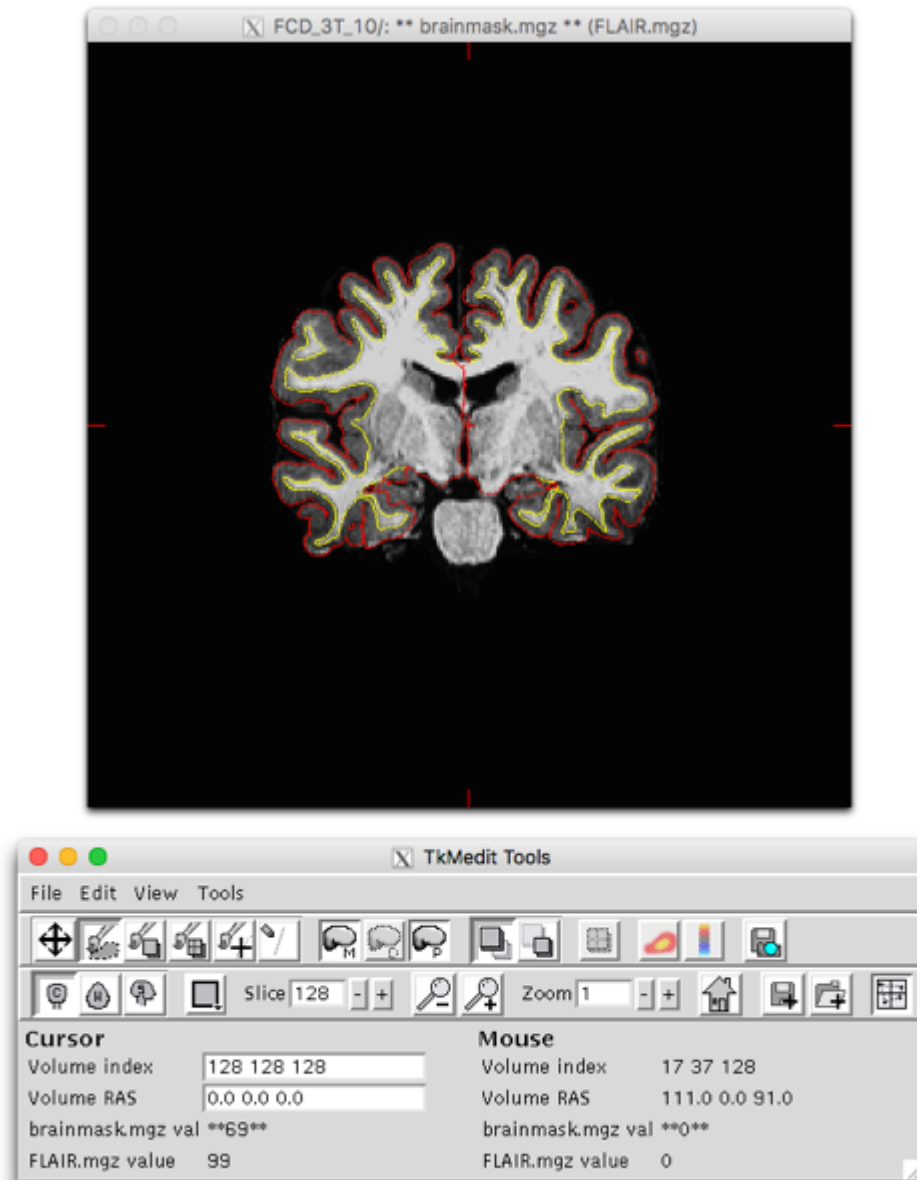 FCD_3T_10/: ** brainmask.mgz ** (FLAIR.mgz)
TkMedit Tools
File Edit View Tools
M C P
C H S Slice 128 - + Zoom 1 - +
Cursor Mouse
Volume index 128 128 128 Volume index 17 37 128
Volume RAS 0.0 0.0 0.0 Volume RAS 111.0 0.0 91.0
brainmask.mgz val **69** brainmask.mgz val **0**
FLAIR.mgz value 99 FLAIR.mgz value 0